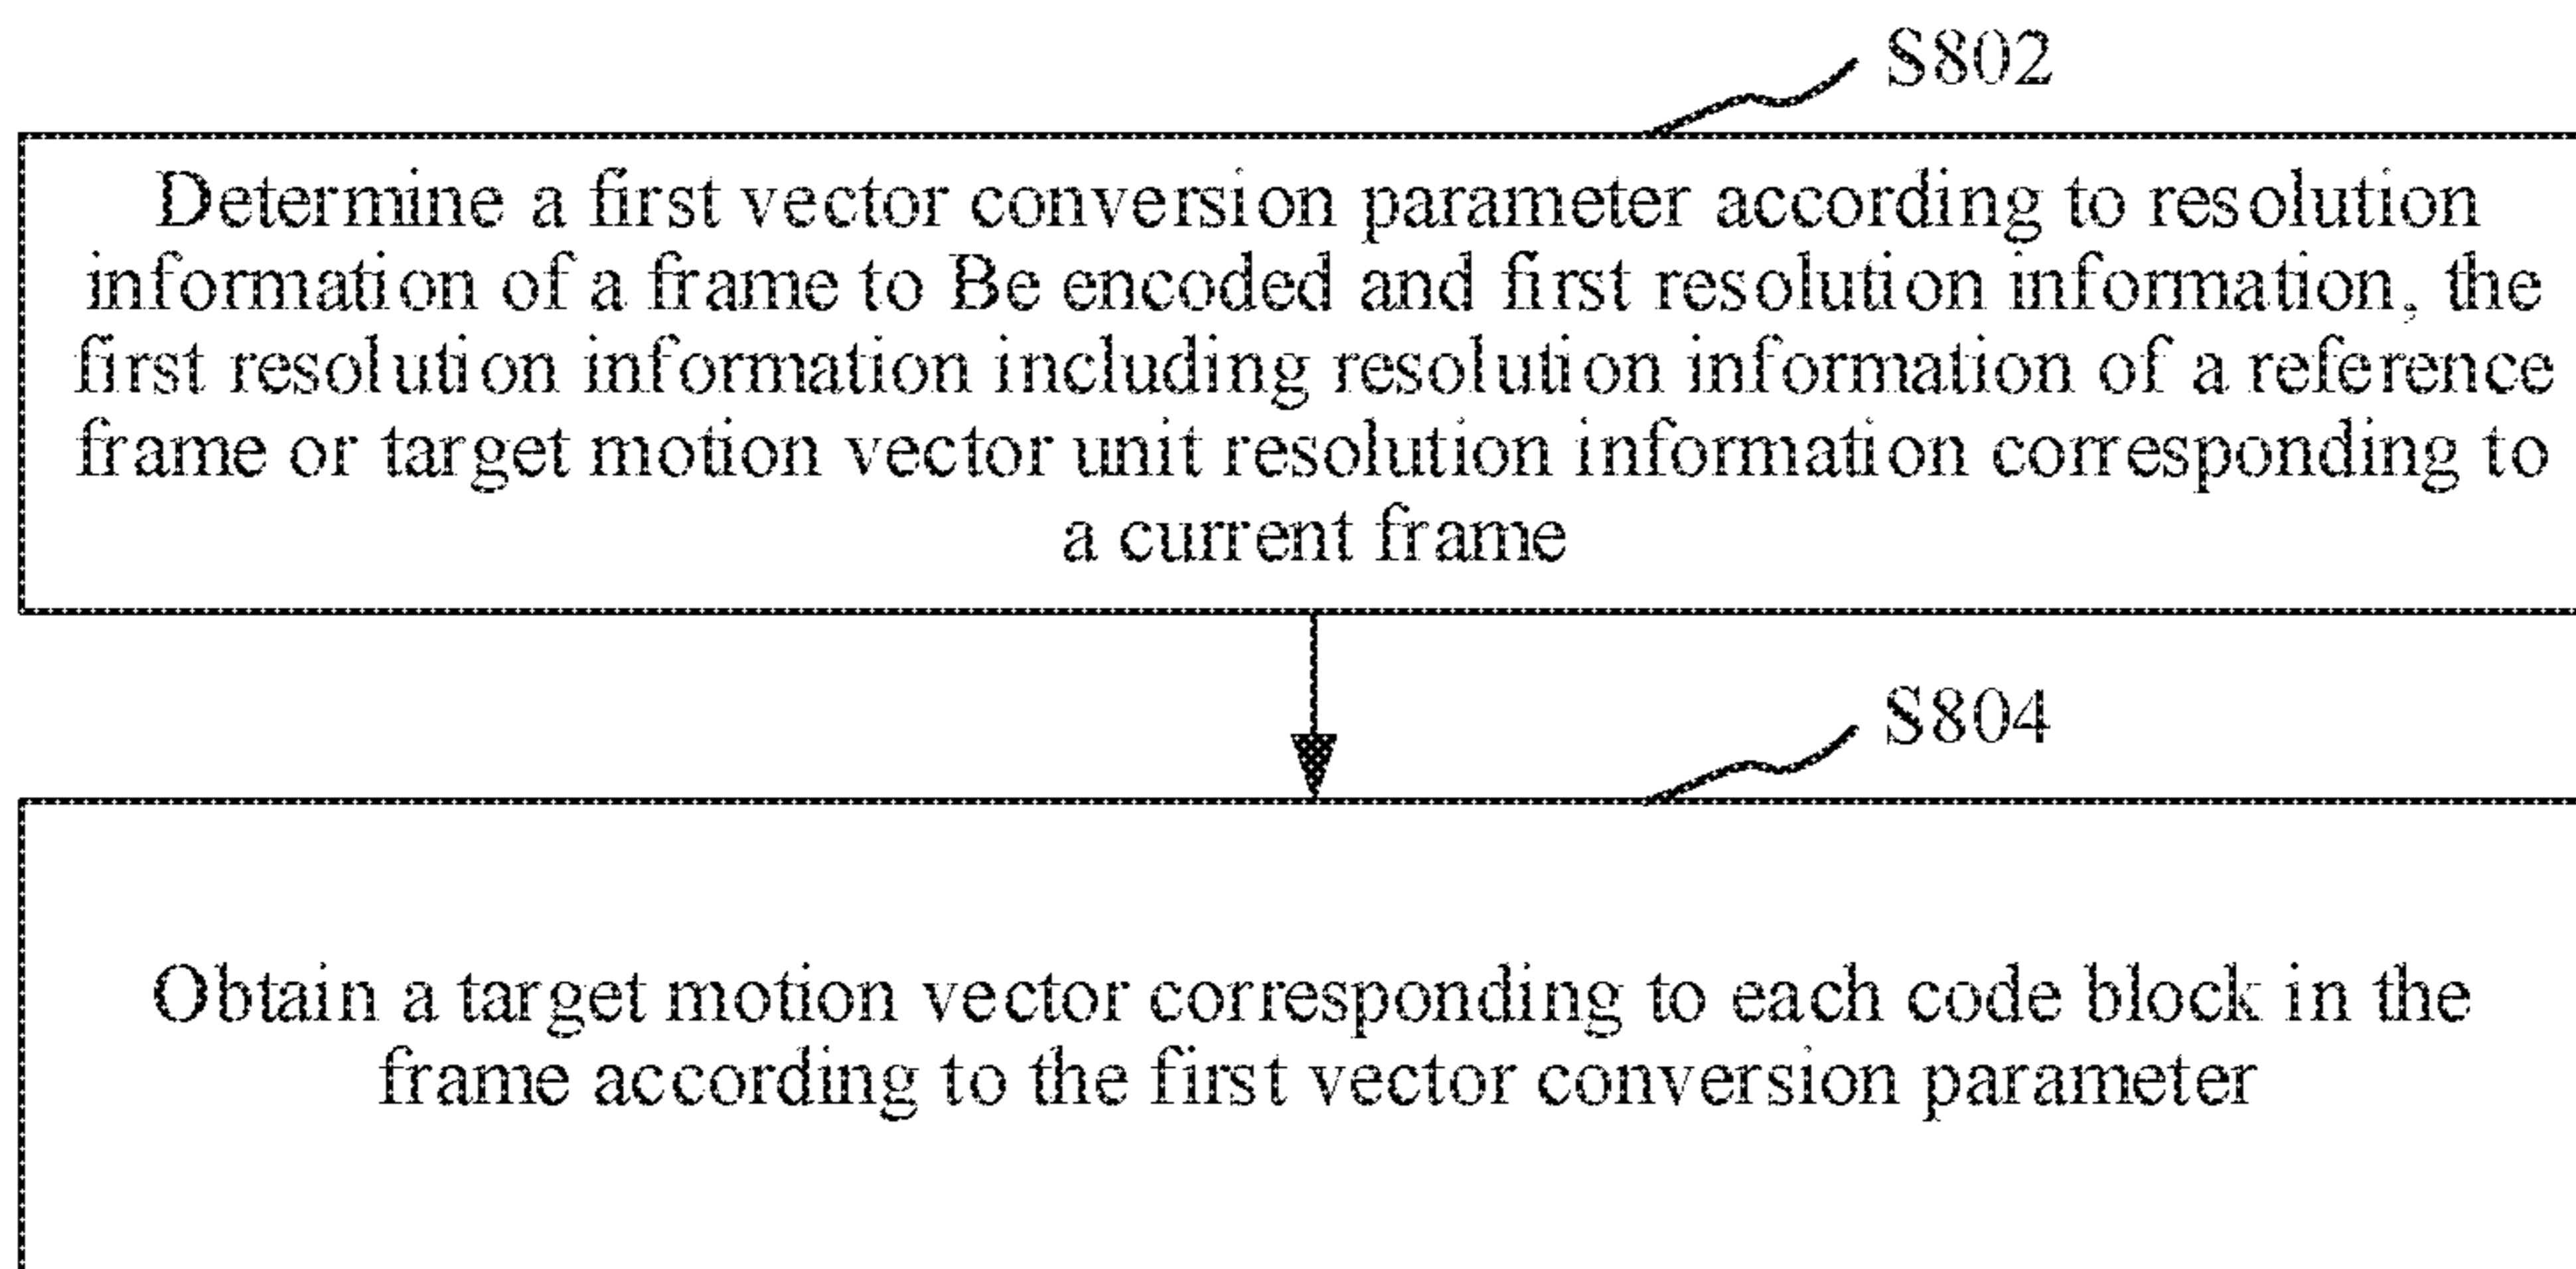 S802
Determine a first vector conversion parameter according to resolution
information of a frame to Be encoded and first resolution information, the
first resolution information including resolution information of a reference
frame or target motion vector unit resolution information corresponding to
a current frame
S804
Obtain a target motion vector corresponding to each code block in the
frame according to the first vector conversion parameter